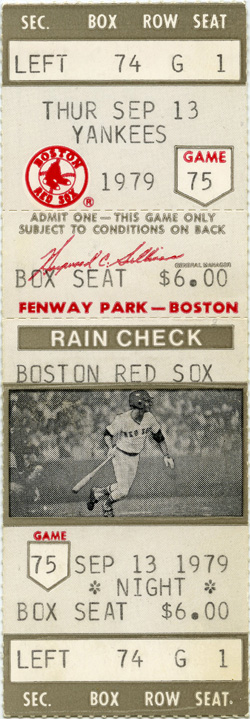 SEC. BOX ROW SEAT
LEFT 74 G 1
THUR SEP 13
YANKEES
BOSTON
RED SOX
®
1979
GAME
75
ADMIT ONE — THIS GAME ONLY
SUBJECT TO CONDITIONS ON BACK
Haywood C. Sullivan
GENERAL MANAGER
BOX SEAT $6.00
FENWAY PARK — BOSTON
RAIN CHECK
BOSTON RED SOX
RED SOX
GAME
75 SEP 13 1979
* NIGHT *
BOX SEAT $6.00
LEFT 74 G 1
SEC. BOX ROW SEAT